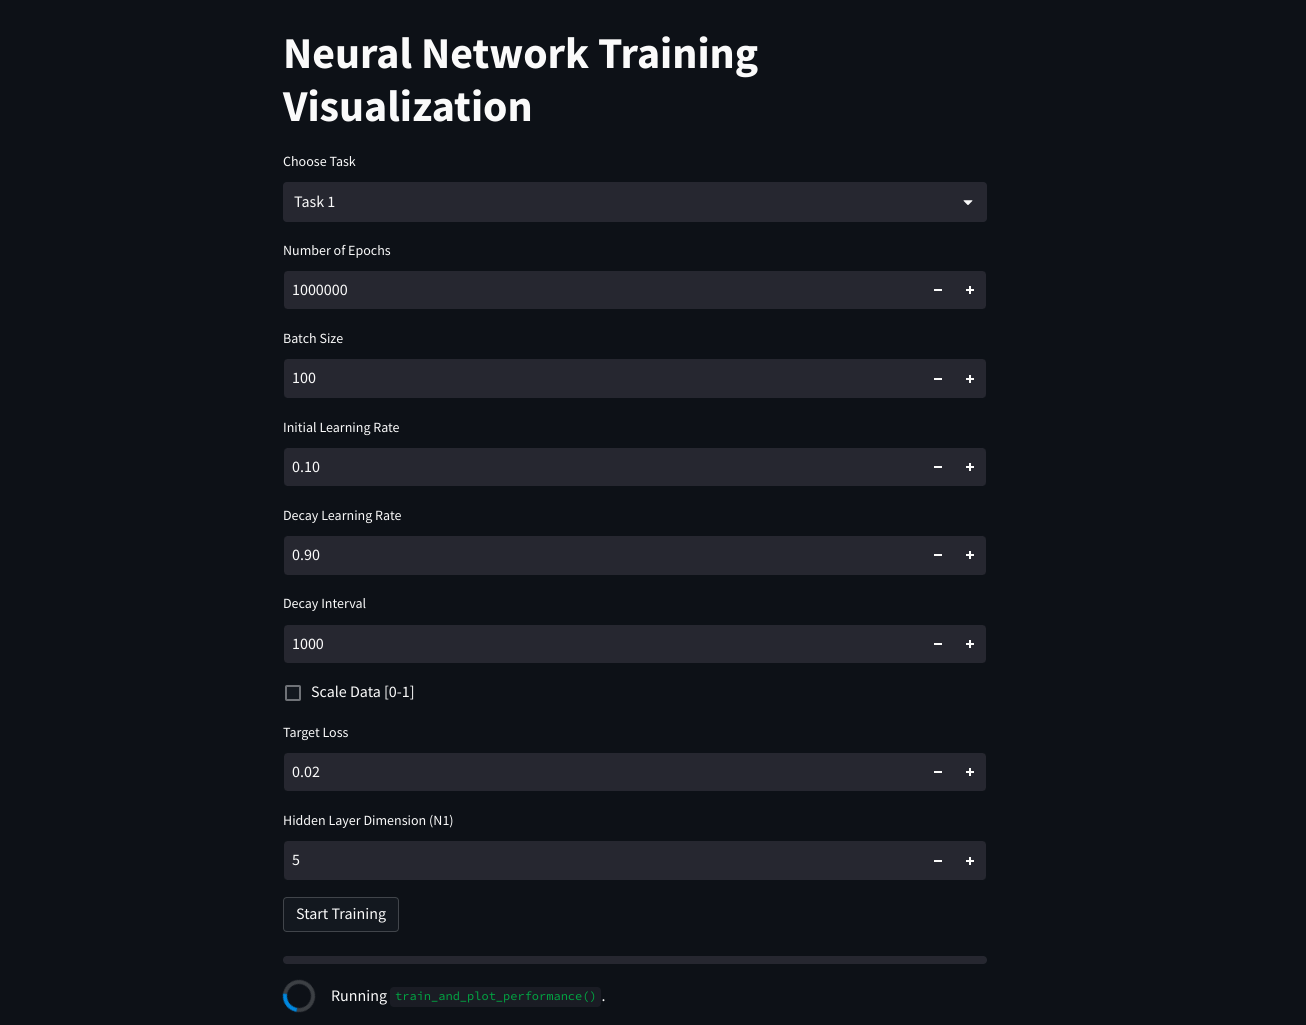 Neural Network Training
Visualization
Choose Task
Task 1
Number of Epochs
1000000
Batch Size
100
Initial Learning Rate
0.10
Decay Learning Rate
0.90
Decay Interval
1000
Scale Data [0-1]
Target Loss
0.02
Hidden Layer Dimension (N1)
5
Start Training
Running train_and_plot_performance().